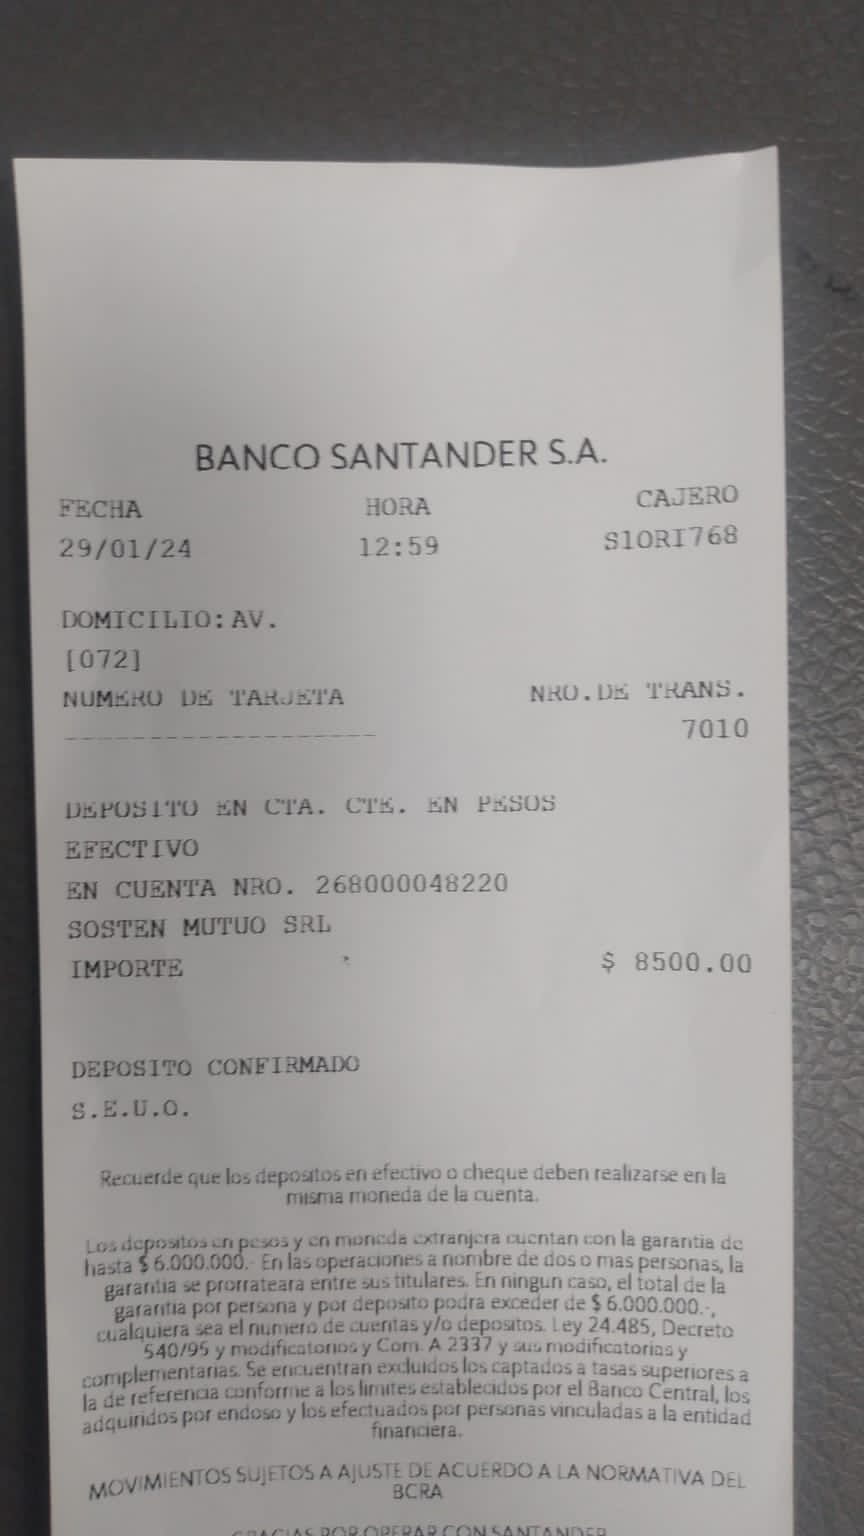 BANCO SANTANDER S.A.
FECHA HORA CAJERO
29/01/24 12:59 S1ORI768
DOMICILIO:AV.
[072]
NUMERO DE TARJETA NRO.DE TRANS.
------------------- 7010
DEPOSITO EN CTA. CTE. EN PESOS
EFECTIVO
EN CUENTA NRO. 268000048220
SOSTEN MUTUO SRL
IMPORTE $ 8500.00
DEPOSITO CONFIRMADO
S.E.U.O.
Recuerde que los depositos en efectivo o cheque deben realizarse en la
misma moneda de la cuenta.
Los depositos en pesos y en moneda extranjera cuentan con la garantia de
hasta $ 6.000.000.- En las operaciones a nombre de dos o mas personas, la
garantia se prorrateara entre sus titulares. En ningun caso, el total de la
garantia por persona y por deposito podra exceder de $ 6.000.000.-,
cualquiera sea el numero de cuentas y/o depositos. Ley 24.485, Decreto
540/95 y modificatorios y Com. A 2337 y sus modificatorias y
complementarias. Se encuentran excluidos los captados a tasas superiores a
la de referencia conforme a los limites establecidos por el Banco Central, los
adquiridos por endoso y los efectuados por personas vinculadas a la entidad
financiera.
MOVIMIENTOS SUJETOS A AJUSTE DE ACUERDO A LA NORMATIVA DEL
BCRA
GRACIAS POR OPERAR CON SANTANDER